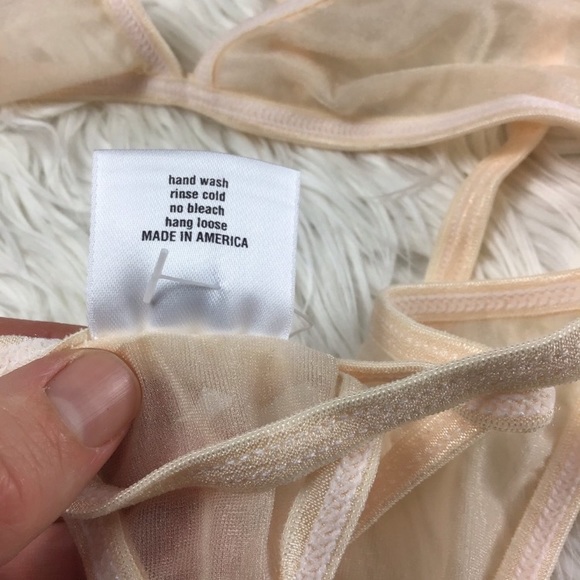 hand wash
rinse cold
no bleach
hang loose
MADE IN AMERICA